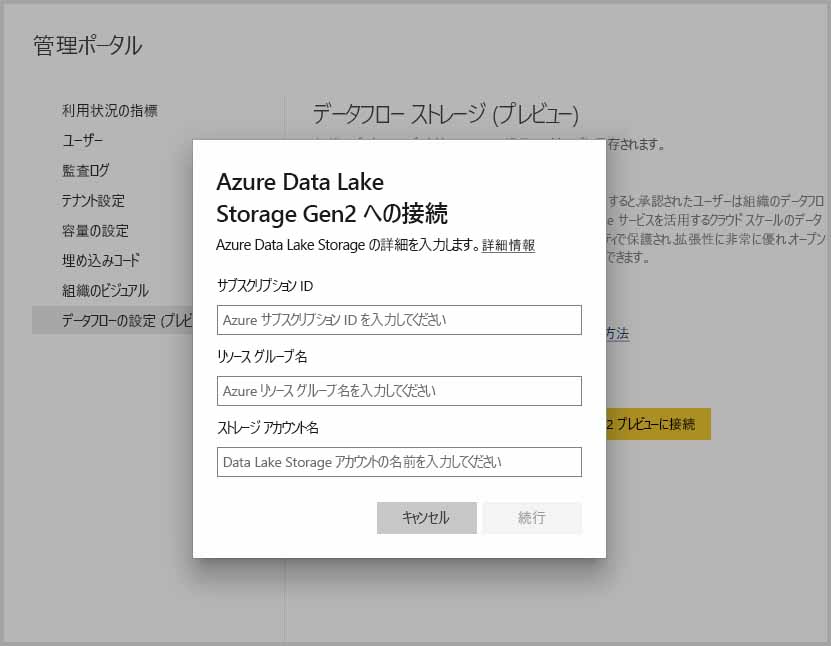 管理ポータル
利用状況の指標
ユーザー
監査ログ
テナント設定
容量の設定
埋め込みコード
組織のビジュアル
データフローの設定 (プレビ
データフロー ストレージ (プレビュー)
存されます。
すると、承認されたユーザーは組織のデータフロ
e サービスを活用するクラウド スケールのデータ
ティで保護され、拡張性に非常に優れ、オープン
できます。
方法
2 プレビューに接続
Azure Data Lake
Storage Gen2 への接続
Azure Data Lake Storage の詳細を入力します。詳細情報
サブスクリプション ID
Azure サブスクリプション ID を入力してください
リソース グループ名
Azure リソース グループ名を入力してください
ストレージ アカウント名
Data Lake Storage アカウントの名前を入力してください
キャンセル
続行